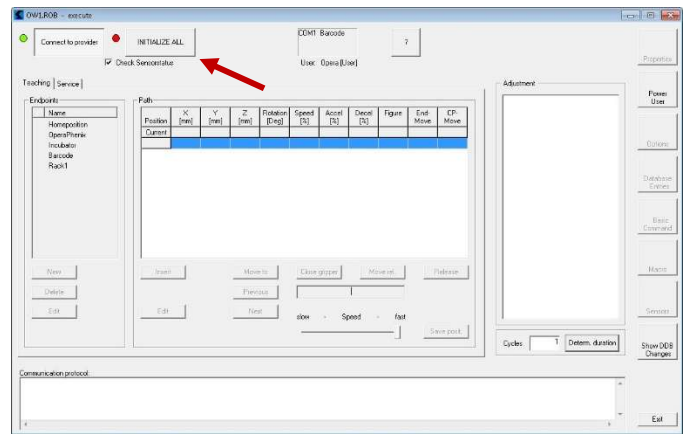 OW1.ROB - execute
Connect to provider
INITIALIZE ALL
COM1 Barcode
?
Check Sensorstatus
User: Opera [User]
Properties
Teaching Service
Power User
Adjustment
Endpoints
Name
Homeposition
OperaPhenix
Incubator
Barcode
Rack1
Path
Position X [mm] Y [mm] Z [mm] Rotation [Deg] Speed [%] Accel [%] Decel [%] Figure End- Move CP- Move
Current
Options
Database Entries
Basic Command
New
Delete
Edit
Insert
Edit
Move to
Previous
Next
Close gripper
Move rel.
Release
slow - Speed - fast
Save posit.
Macro
Sensors
Cycles 1 Determ. duration
Show DDB Changes
Communication protocol:
Exit